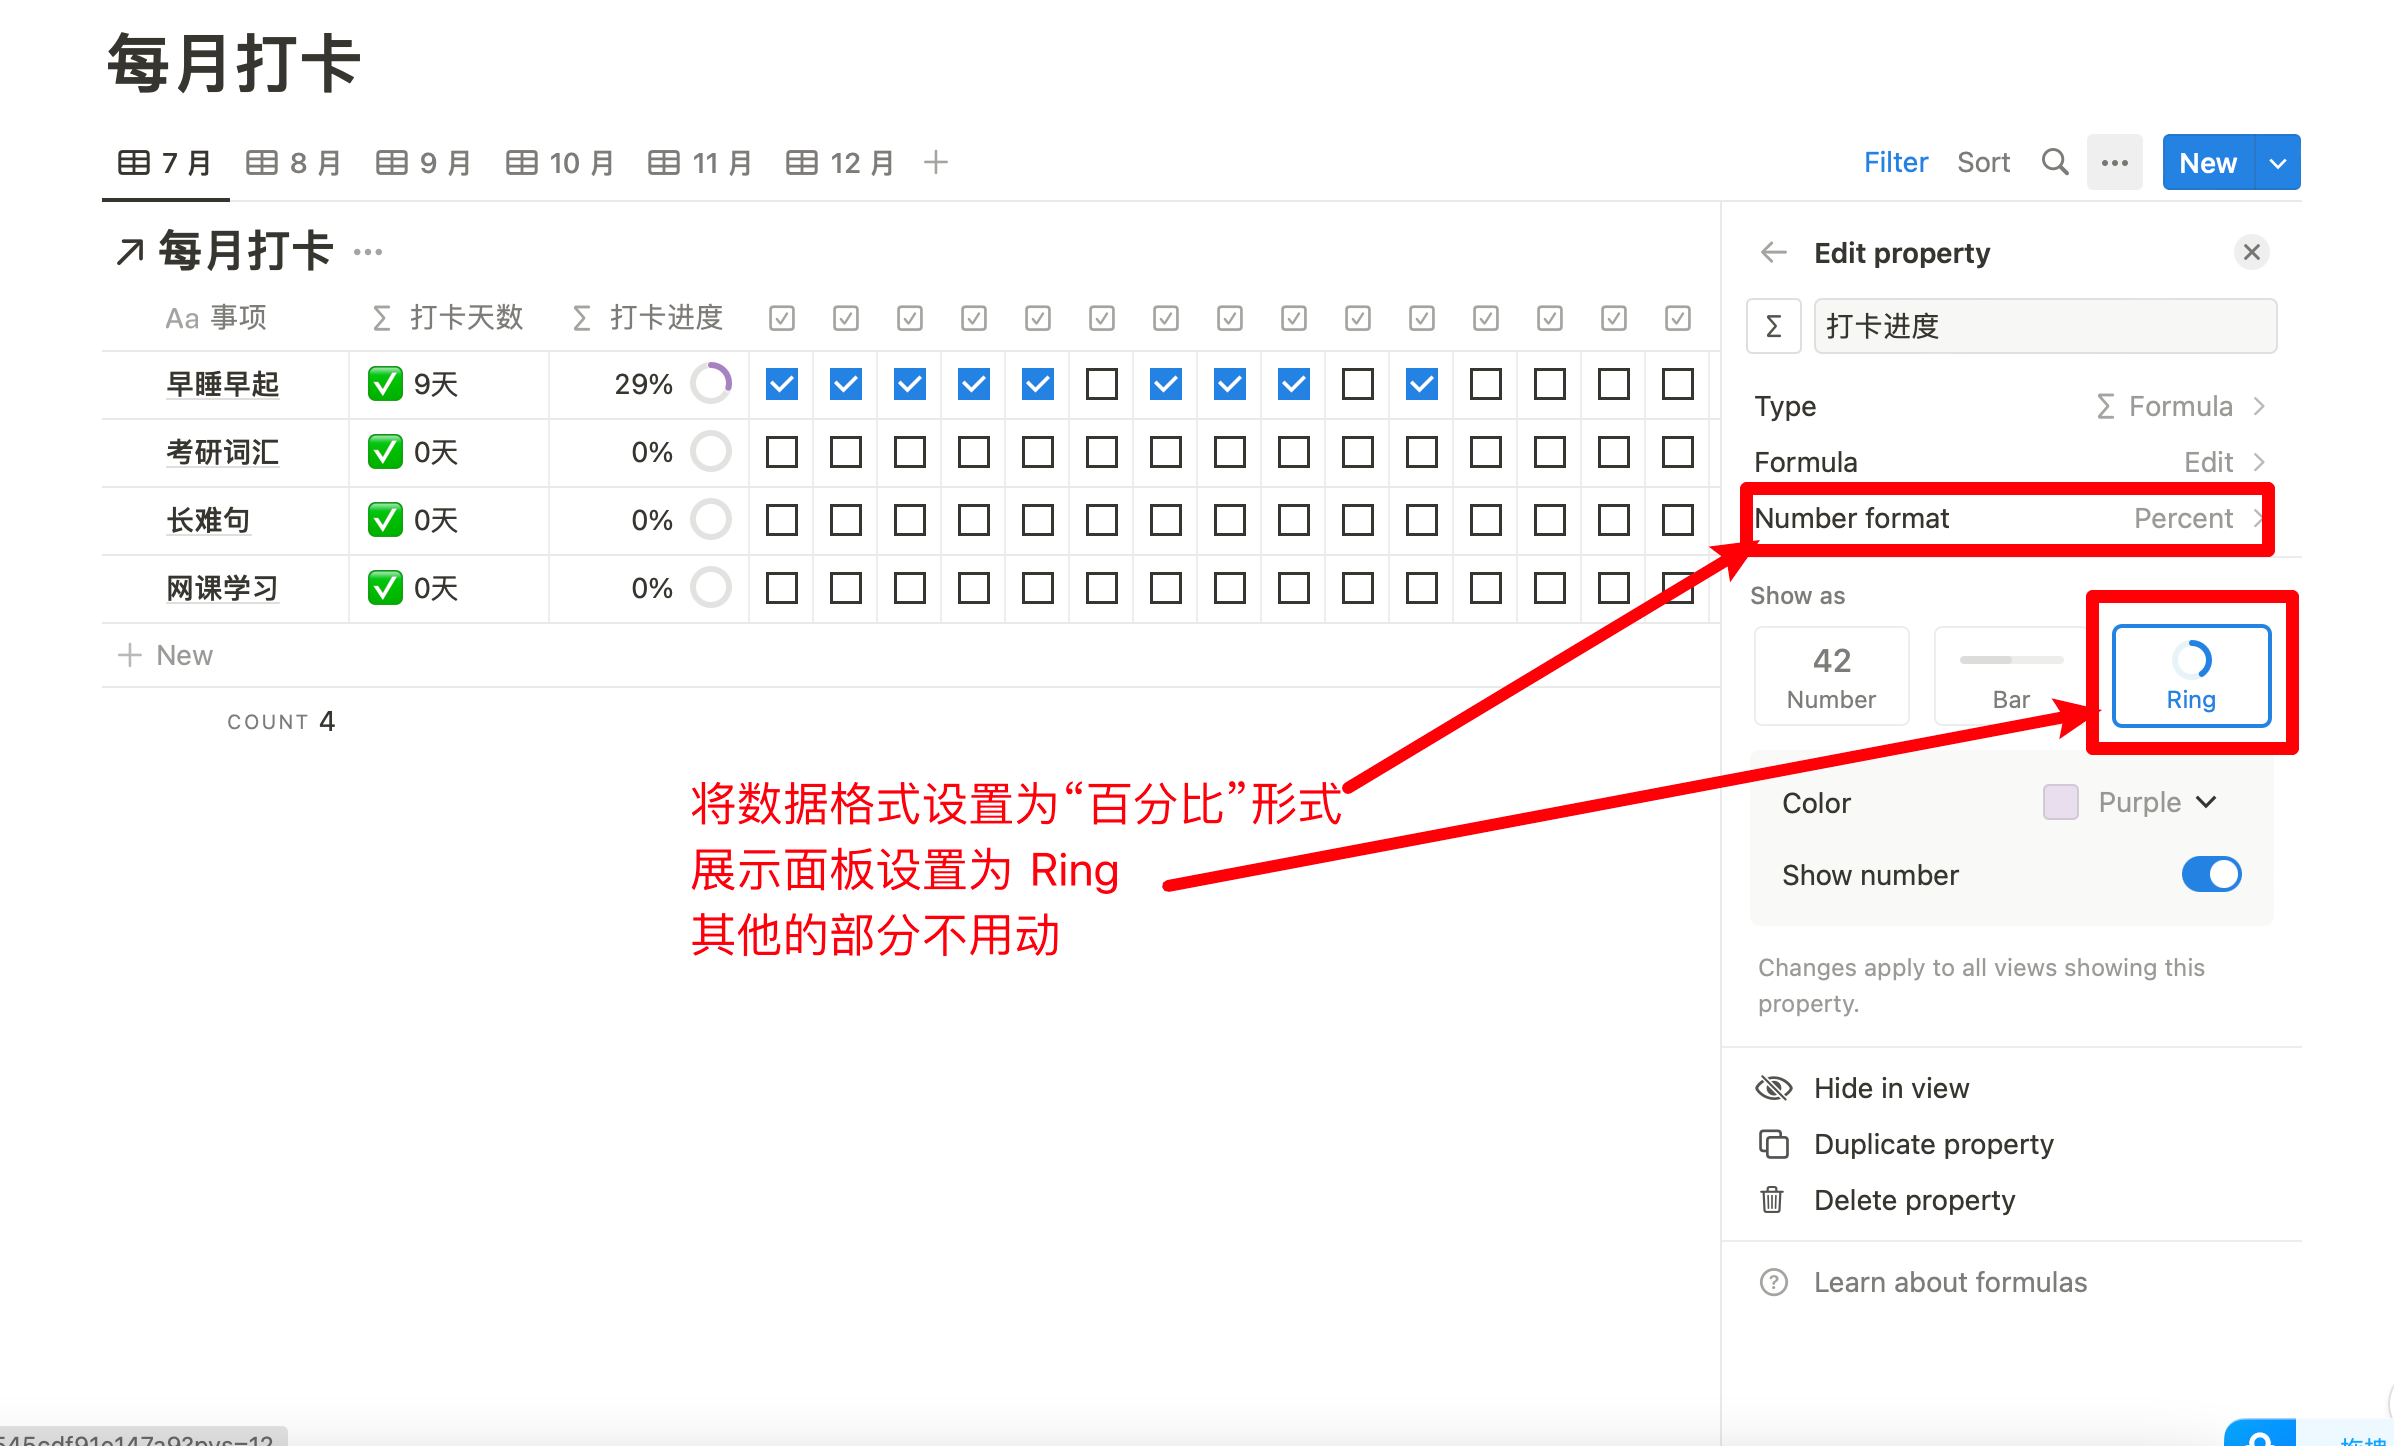 每月打卡
7 月 8 月 9 月 10 月 11 月 12 月
Filter Sort New
每月打卡
Aa 事项 Σ 打卡天数 Σ 打卡进度
早睡早起 9天 29%
考研词汇 0天 0%
长难句 0天 0%
网课学习 0天 0%
New
COUNT 4
将数据格式设置为“百分比”形式
展示面板设置为 Ring
其他的部分不用动
Edit property
Σ 打卡进度
Type Σ Formula
Formula Edit
Number format Percent
Show as
42
Number Bar Ring
Color Purple
Show number
Changes apply to all views showing this
property.
Hide in view
Duplicate property
Delete property
Learn about formulas